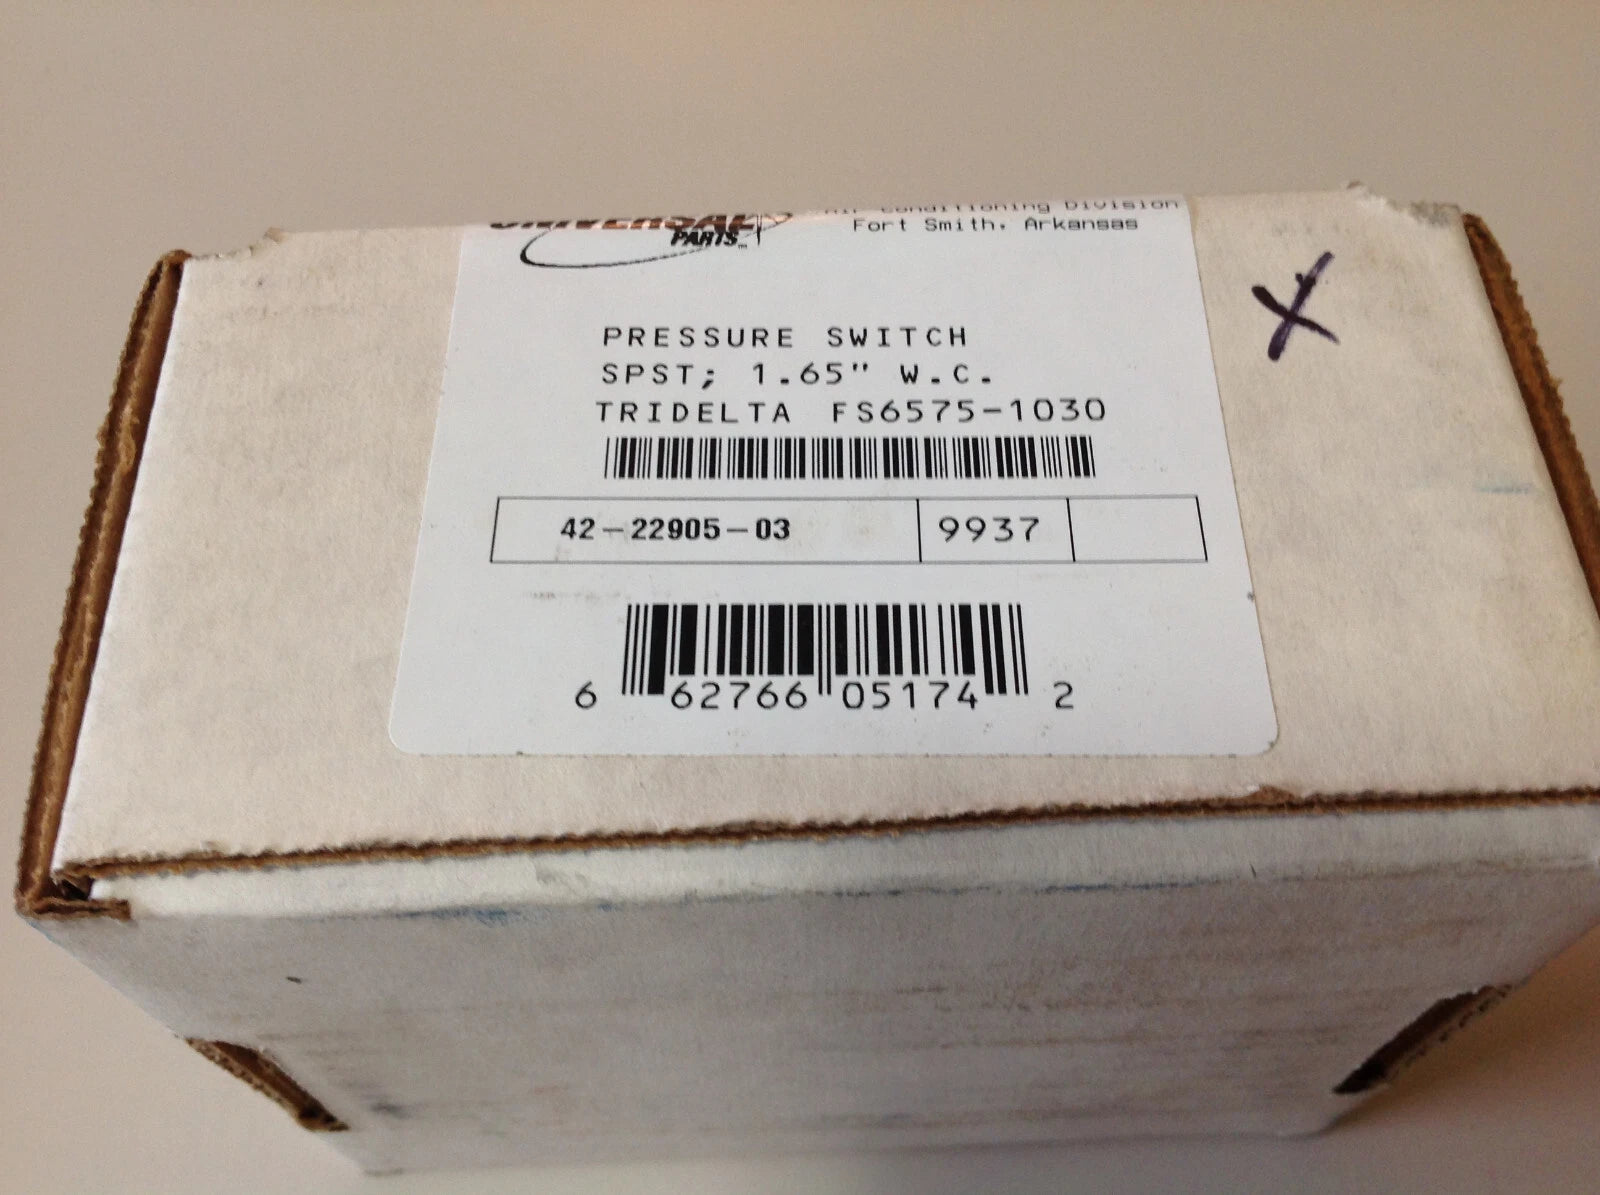 UNIVERSAL
PARTS
Air Conditioning Division
Fort Smith, Arkansas
PRESSURE SWITCH
SPST; 1.65" W.C.
TRIDELTA FS6575-1030
42-22905-03 9937
6 62766 05174 2
X